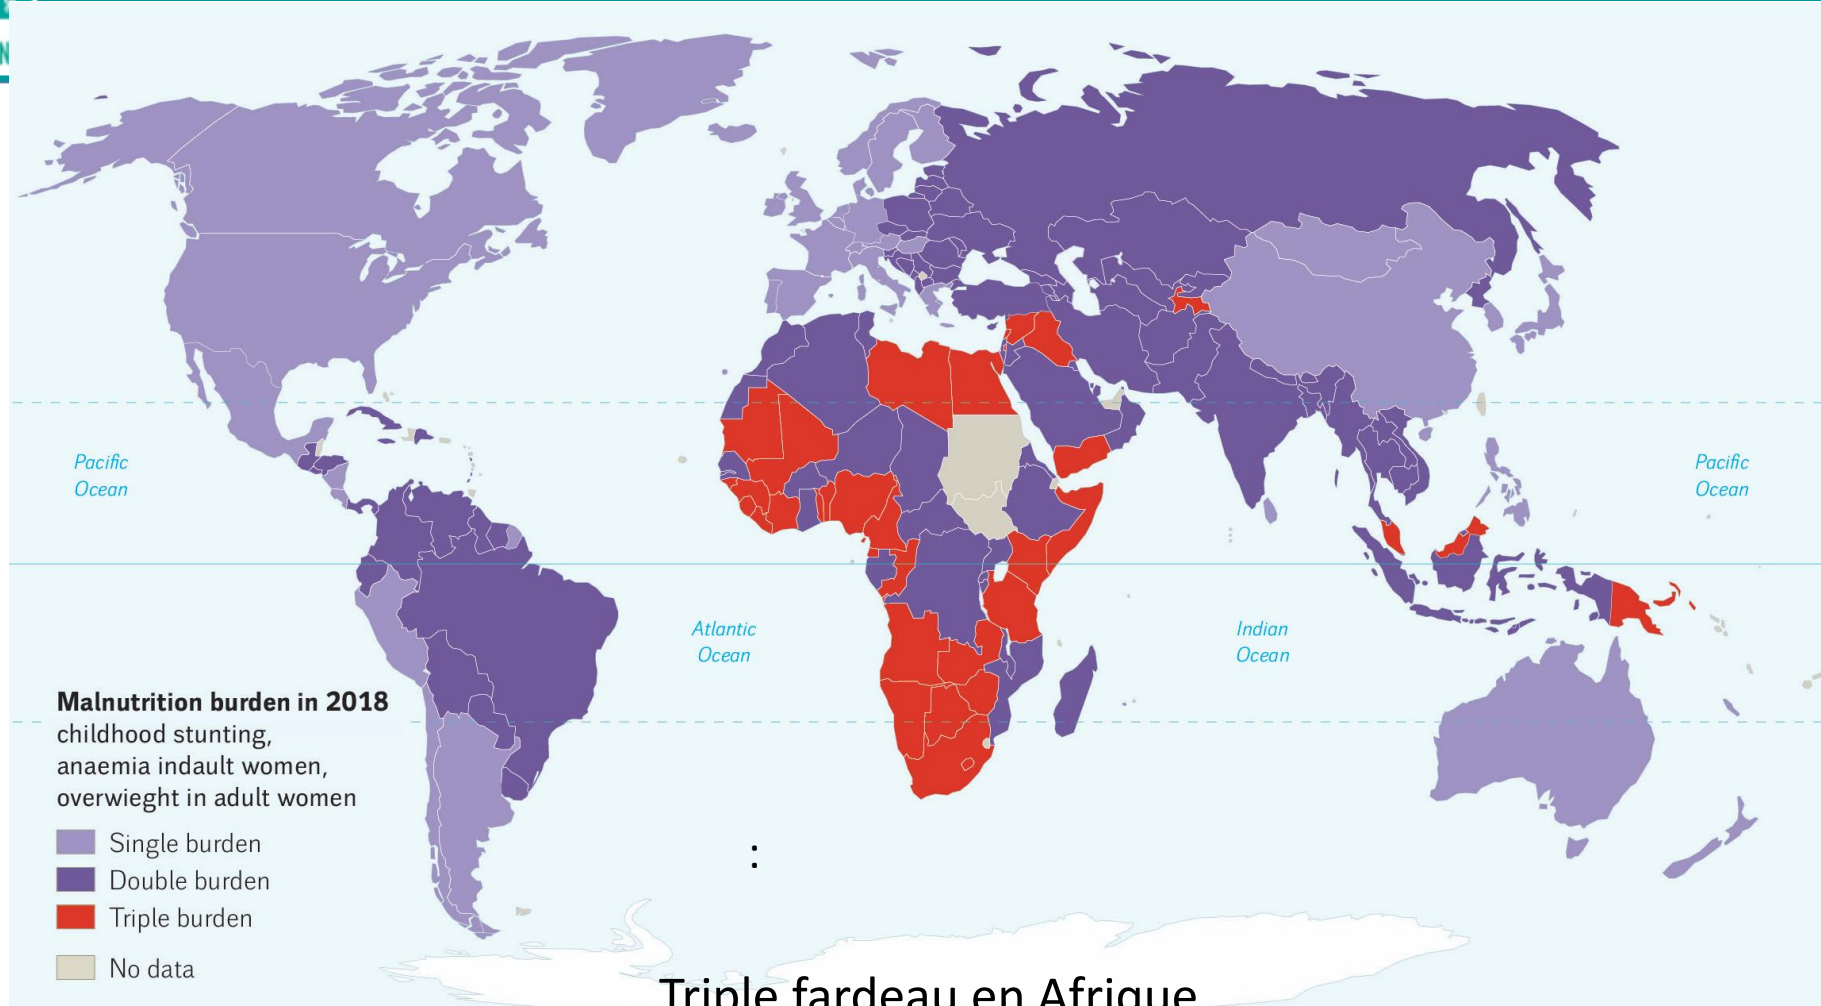 Pacific
Ocean
Pacific
Ocean
Atlantic
Ocean
Indian
Ocean
Malnutrition burden in 2018
childhood stunting,
anaemia indault women,
overwieght in adult women
Single burden
Double burden
Triple burden
No data
:
Triple fardeau en Afrique